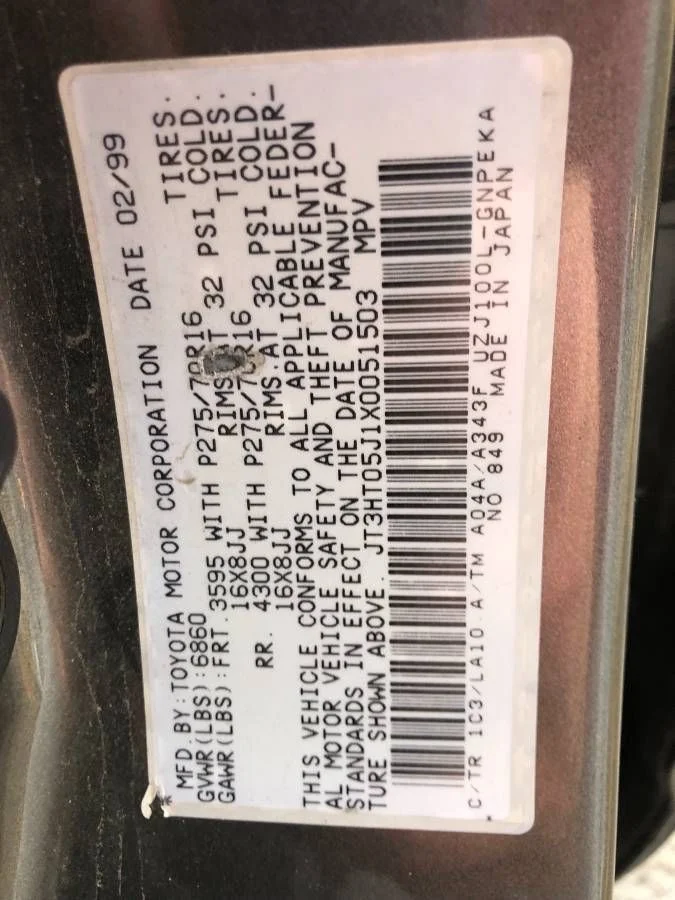 MFD. BY: TOYOTA MOTOR CORPORATION DATE 02/99
GVWR(LBS):6860
GAWR(LBS):FRT. 3595 WITH P275/70R16 TIRES.
16X8JJ RIMS AT 32 PSI COLD.
RR. 4300 WITH P275/70R16 TIRES.
16X8JJ RIMS.AT 32 PSI COLD.
THIS VEHICLE CONFORMS TO ALL APPLICABLE FEDER-
AL MOTOR VEHICLE SAFETY AND THEFT PREVENTION
STANDARDS IN EFFECT ON THE DATE OF MANUFAC-
TURE SHOWN ABOVE. JT3HT05J1X0051503 MPV
C/TR 1C3/LA10 A/TM A04A/A343F UZJ100L-GNPEKA
NO 849 MADE IN JAPAN